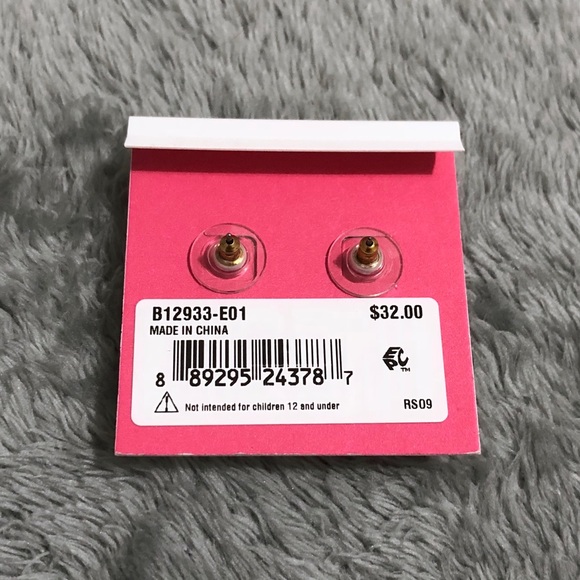 B12933-E01 $32.00
MADE IN CHINA
8 89295 24378 7
Not intended for children 12 and under
RS09